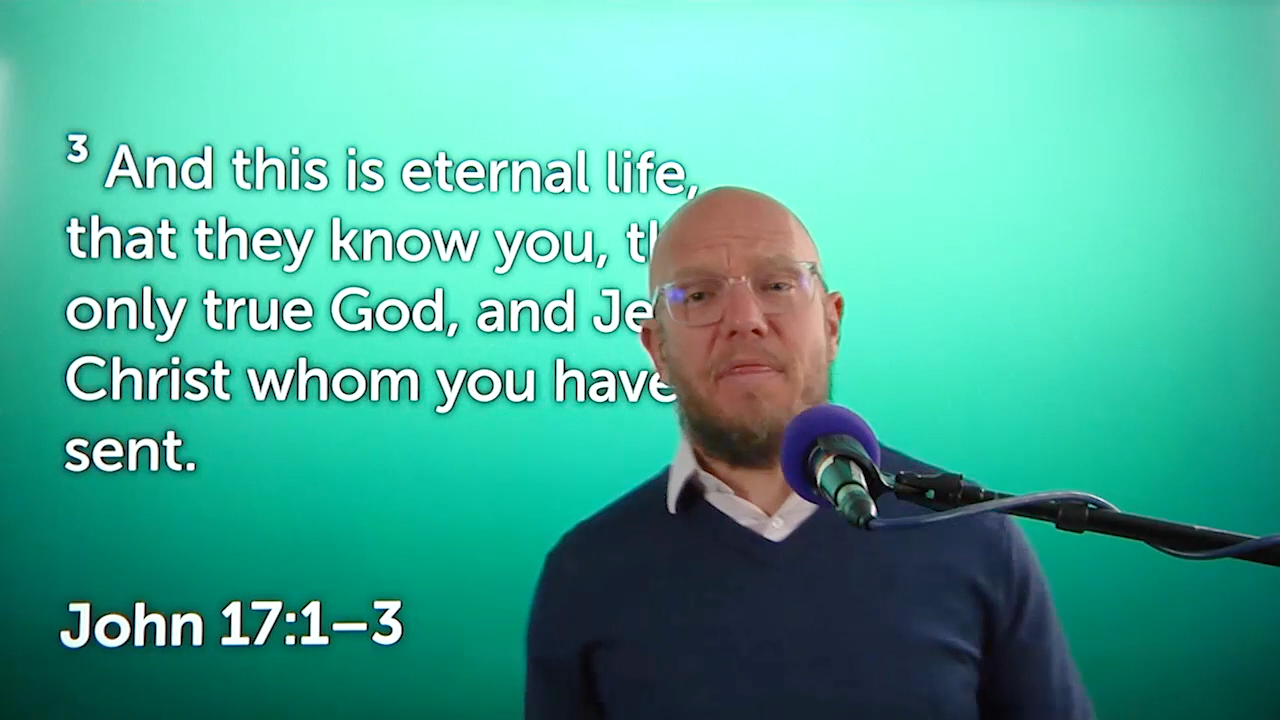 3 And this is eternal life,
that they know you,
only true God, and Je
Christ whom you have
sent.
John 17:1–3